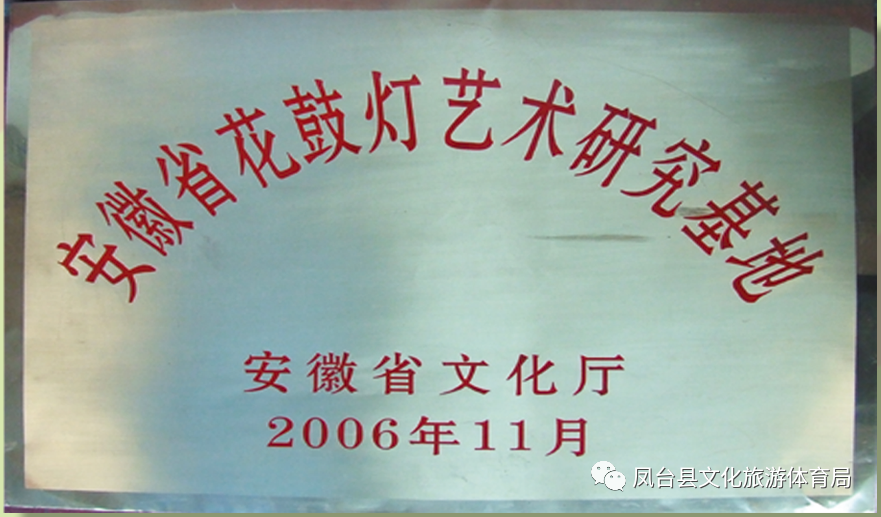 安徽省花鼓灯艺术研究基地
安徽省文化厅
2006年11月
凤台县文化旅游体育局